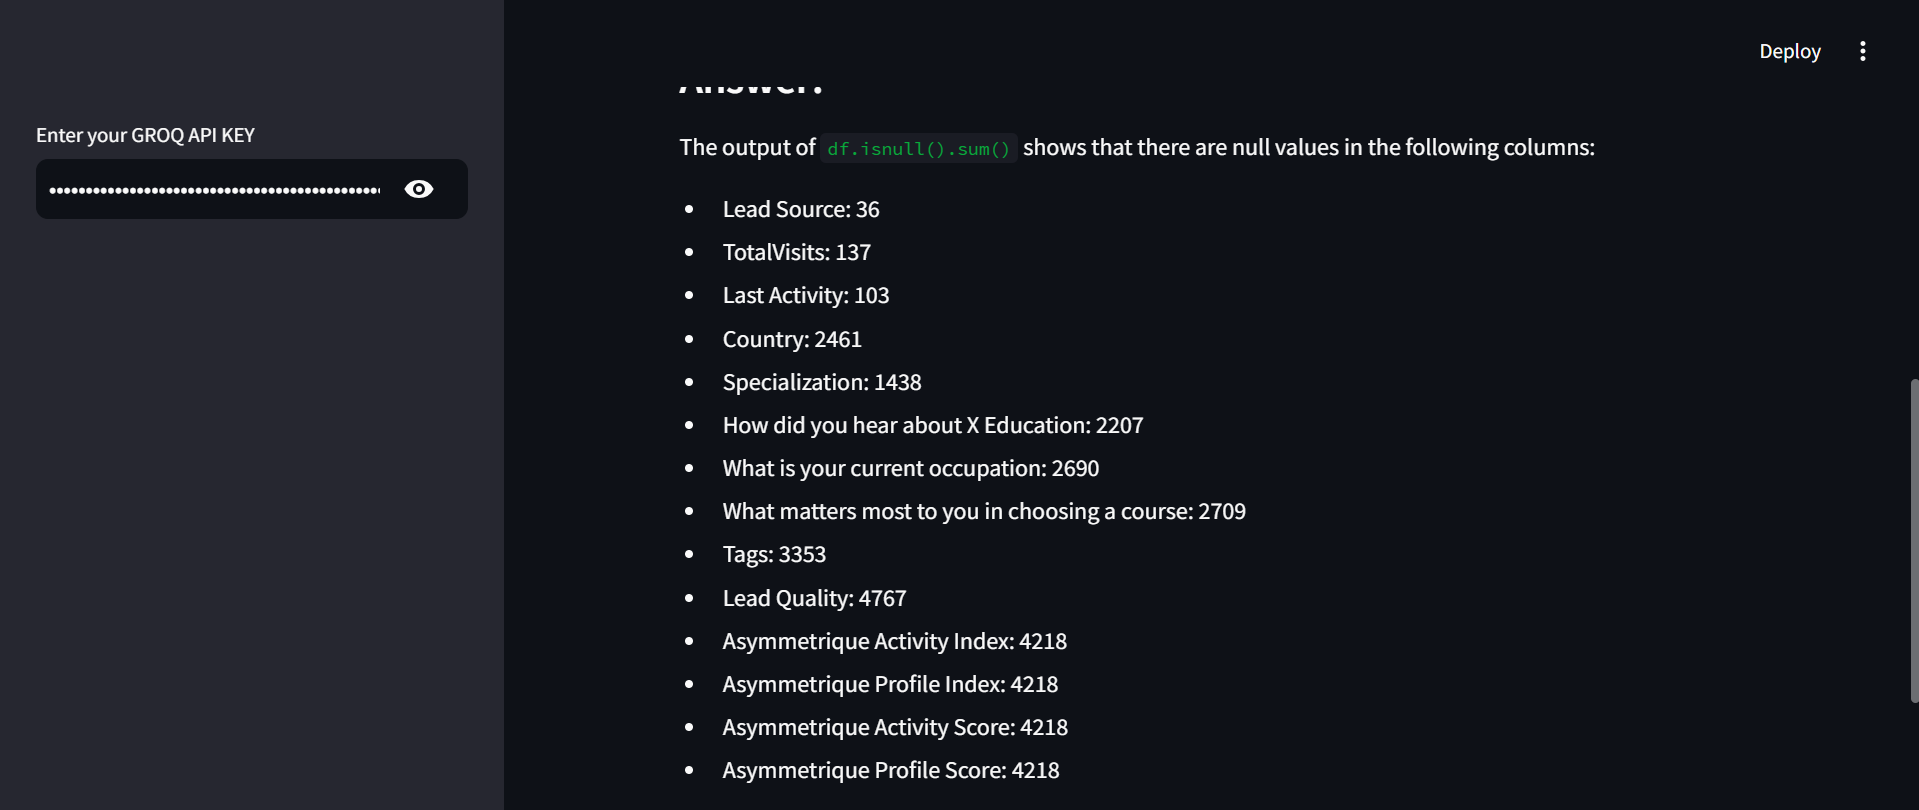 Deploy
Enter your GROQ API KEY
Answer:
The output of df.isnull().sum() shows that there are null values in the following columns:
• Lead Source: 36
• TotalVisits: 137
• Last Activity: 103
• Country: 2461
• Specialization: 1438
• How did you hear about X Education: 2207
• What is your current occupation: 2690
• What matters most to you in choosing a course: 2709
• Tags: 3353
• Lead Quality: 4767
• Asymmetrique Activity Index: 4218
• Asymmetrique Profile Index: 4218
• Asymmetrique Activity Score: 4218
• Asymmetrique Profile Score: 4218